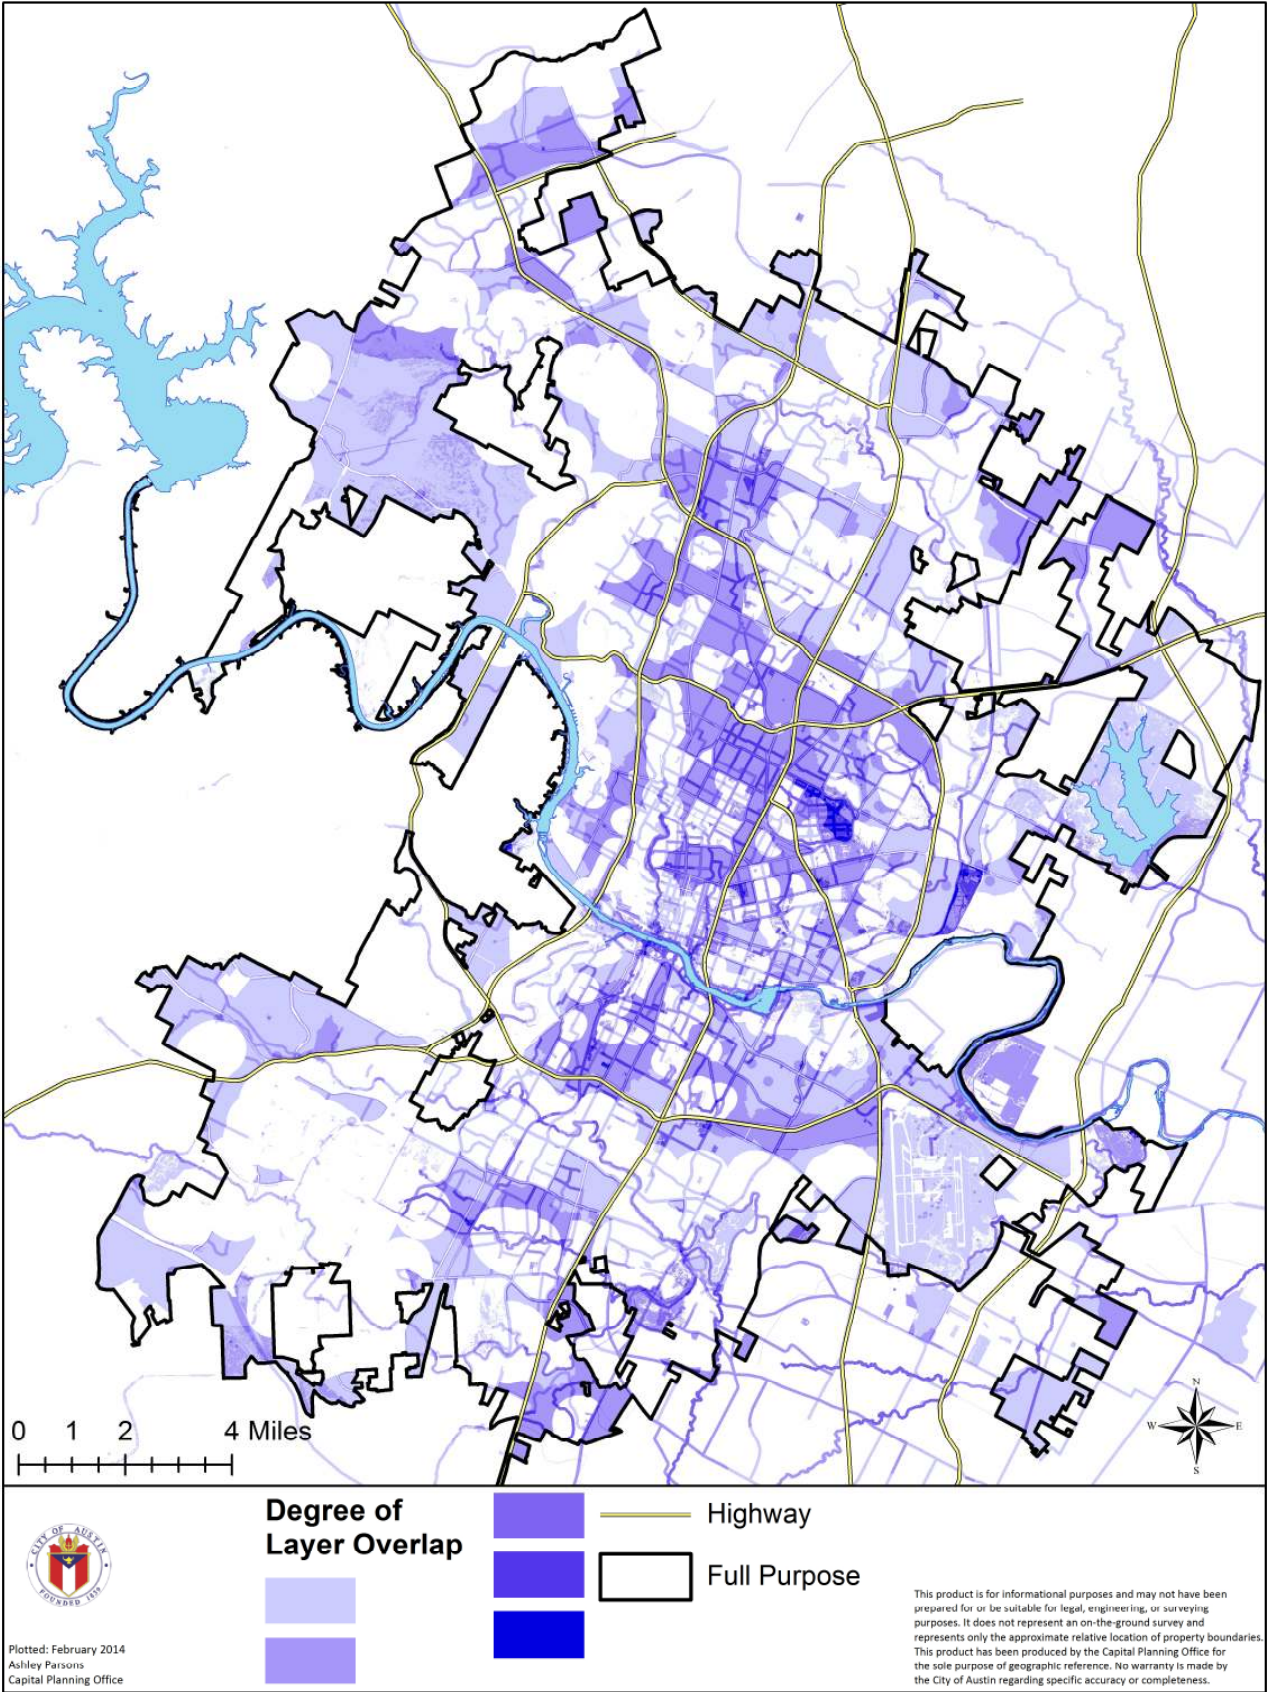 N
W
E
S
0 1 2 4 Miles
Degree of
Layer Overlap
Highway
Full Purpose
CITY OF AUSTIN
FOUNDED 1839
Plotted: February 2014
Ashley Parsons
Capital Planning Office
This product is for informational purposes and may not have been
prepared for or be suitable for legal, engineering, or surveying
purposes. It does not represent an on-the-ground survey and
represents only the approximate relative location of property boundaries.
This product has been produced by the Capital Planning Office for
the sole purpose of geographic reference. No warranty is made by
the City of Austin regarding specific accuracy or completeness.